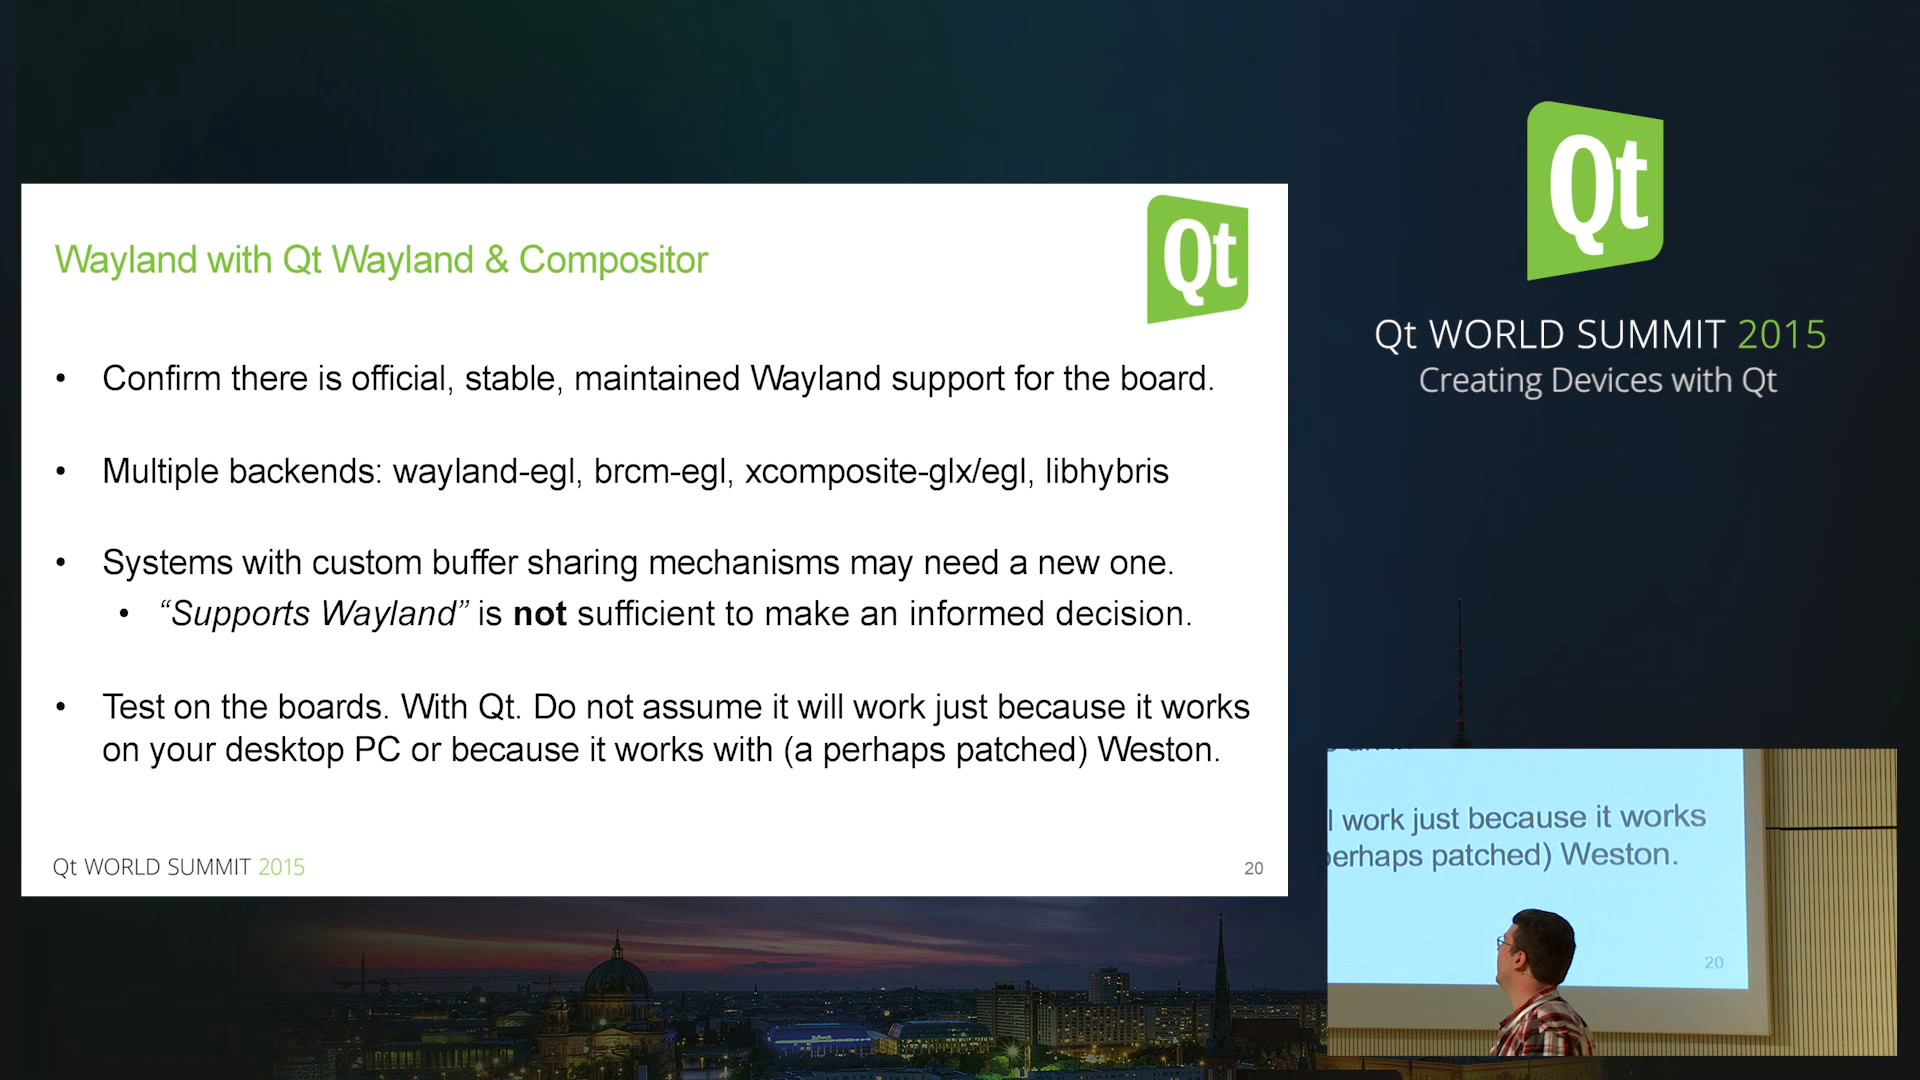 Wayland with Qt Wayland & Compositor
Qt
• Confirm there is official, stable, maintained Wayland support for the board.
• Multiple backends: wayland-egl, brcm-egl, xcomposite-glx/egl, libhybris
• Systems with custom buffer sharing mechanisms may need a new one.
• “Supports Wayland” is not sufficient to make an informed decision.
• Test on the boards. With Qt. Do not assume it will work just because it works
on your desktop PC or because it works with (a perhaps patched) Weston.
Qt WORLD SUMMIT 2015
20
Qt
Qt WORLD SUMMIT 2015
Creating Devices with Qt
work just because it works
perhaps patched) Weston.
20